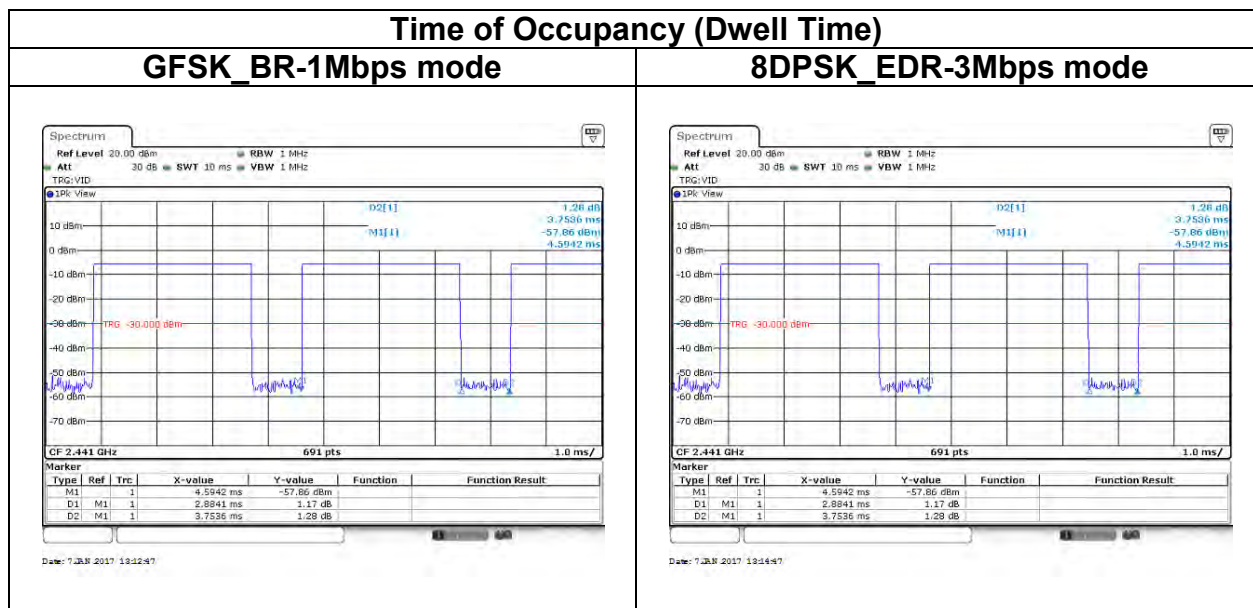 Time of Occupancy (Dwell Time)
GFSK_BR-1Mbps mode
8DPSK_EDR-3Mbps mode
Spectrum
Ref Level 20.00 dBm RBW 1 MHz
Att 30 dB SWT 10 ms VBW 1 MHz
TRG:VID
1Pk View
D2[1] 1.28 dB
3.7536 ms
10 dBm
M1[1] -57.86 dBm
4.5942 ms
0 dBm
-10 dBm
-20 dBm
-30 dBm TRG -30.000 dBm
-40 dBm
-50 dBm
-60 dBm
-70 dBm
CF 2.441 GHz 691 pts 1.0 ms/
Marker
Type Ref Trc X-value Y-value Function Function Result
M1 1 4.5942 ms -57.86 dBm
D1 M1 1 2.8841 ms 1.17 dB
D2 M1 1 3.7536 ms 1.28 dB
Date: 7.JAN.2017 13:12:47
Spectrum
Ref Level 20.00 dBm RBW 1 MHz
Att 30 dB SWT 10 ms VBW 1 MHz
TRG:VID
1Pk View
D2[1] 1.28 dB
3.7536 ms
10 dBm
M1[1] -57.86 dBm
4.5942 ms
0 dBm
-10 dBm
-20 dBm
-30 dBm TRG -30.000 dBm
-40 dBm
-50 dBm
-60 dBm
-70 dBm
CF 2.441 GHz 691 pts 1.0 ms/
Marker
Type Ref Trc X-value Y-value Function Function Result
M1 1 4.5942 ms -57.86 dBm
D1 M1 1 2.8841 ms 1.17 dB
D2 M1 1 3.7536 ms 1.28 dB
Date: 7.JAN.2017 13:14:47